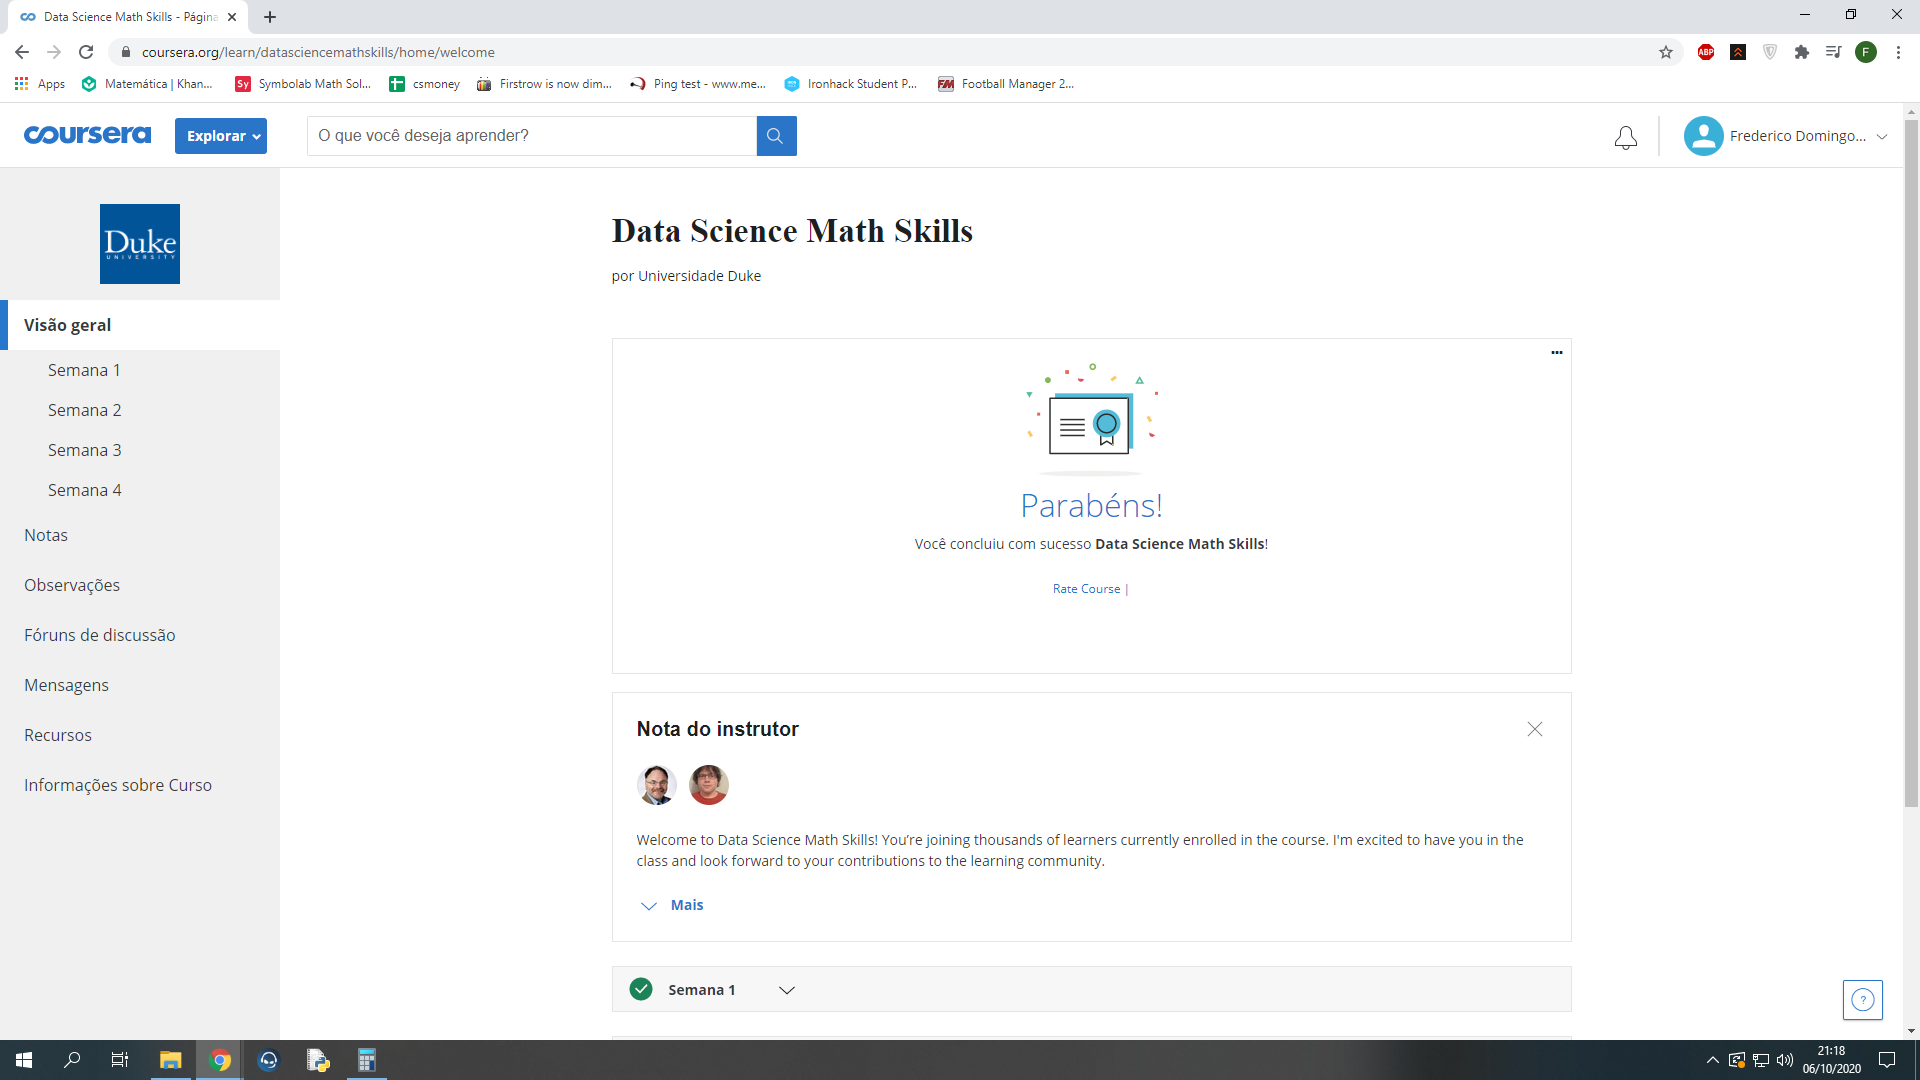 Data Science Math Skills - Página
coursera.org/learn/datasciencemathskills/home/welcome
ABP
F
Apps
Matemática | Khan...
Sy
Symbolab Math Sol...
csmoney
Firstrow is now dim...
Ping test - www.me...
Ironhack Student P...
FM
Football Manager 2...
coursera
Explorar
O que você deseja aprender?
Frederico Domingo...
Duke
UNIVERSITY
Visão geral
Semana 1
Semana 2
Semana 3
Semana 4
Notas
Observações
Fóruns de discussão
Mensagens
Recursos
Informações sobre Curso
Data Science Math Skills
por Universidade Duke
Parabéns!
Você concluiu com sucesso Data Science Math Skills!
Rate Course |
Nota do instrutor
Welcome to Data Science Math Skills! You’re joining thousands of learners currently enrolled in the course. I'm excited to have you in the
class and look forward to your contributions to the learning community.
Mais
Semana 1
?
21:18
06/10/2020